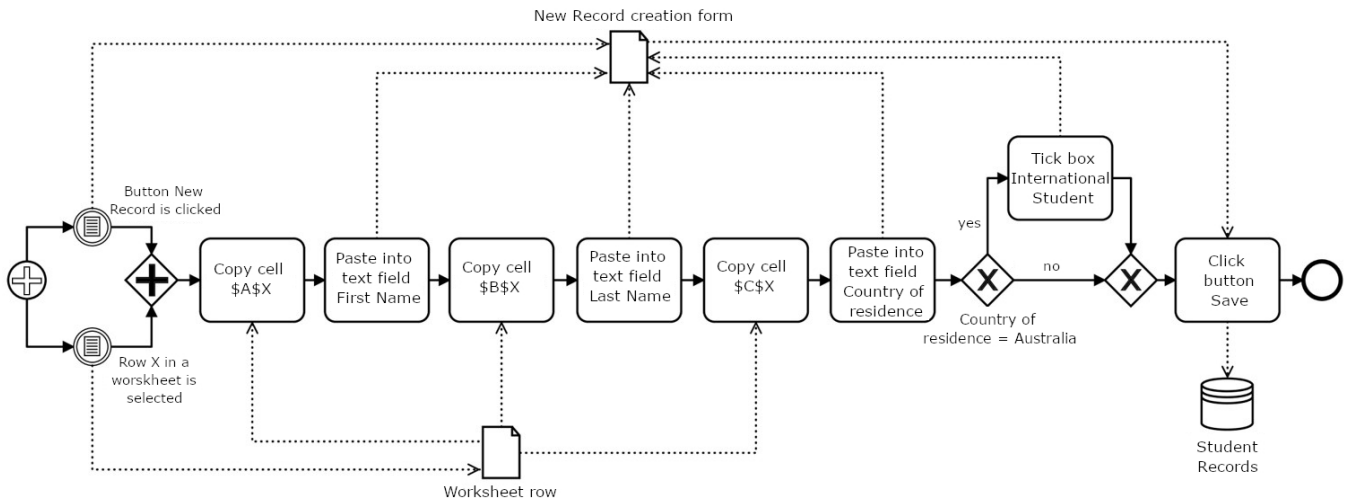 New Record creation form
Button New
Record is clicked
Row X in a
worskheet is
selected
Copy cell
$A$X
Paste into
text field
First Name
Copy cell
$B$X
Paste into
text field
Last Name
Copy cell
$C$X
Paste into
text field
Country of
residence
X
Country of
residence = Australia
yes
no
Tick box
International
Student
X
Click
button
Save
Student
Records
Worksheet row